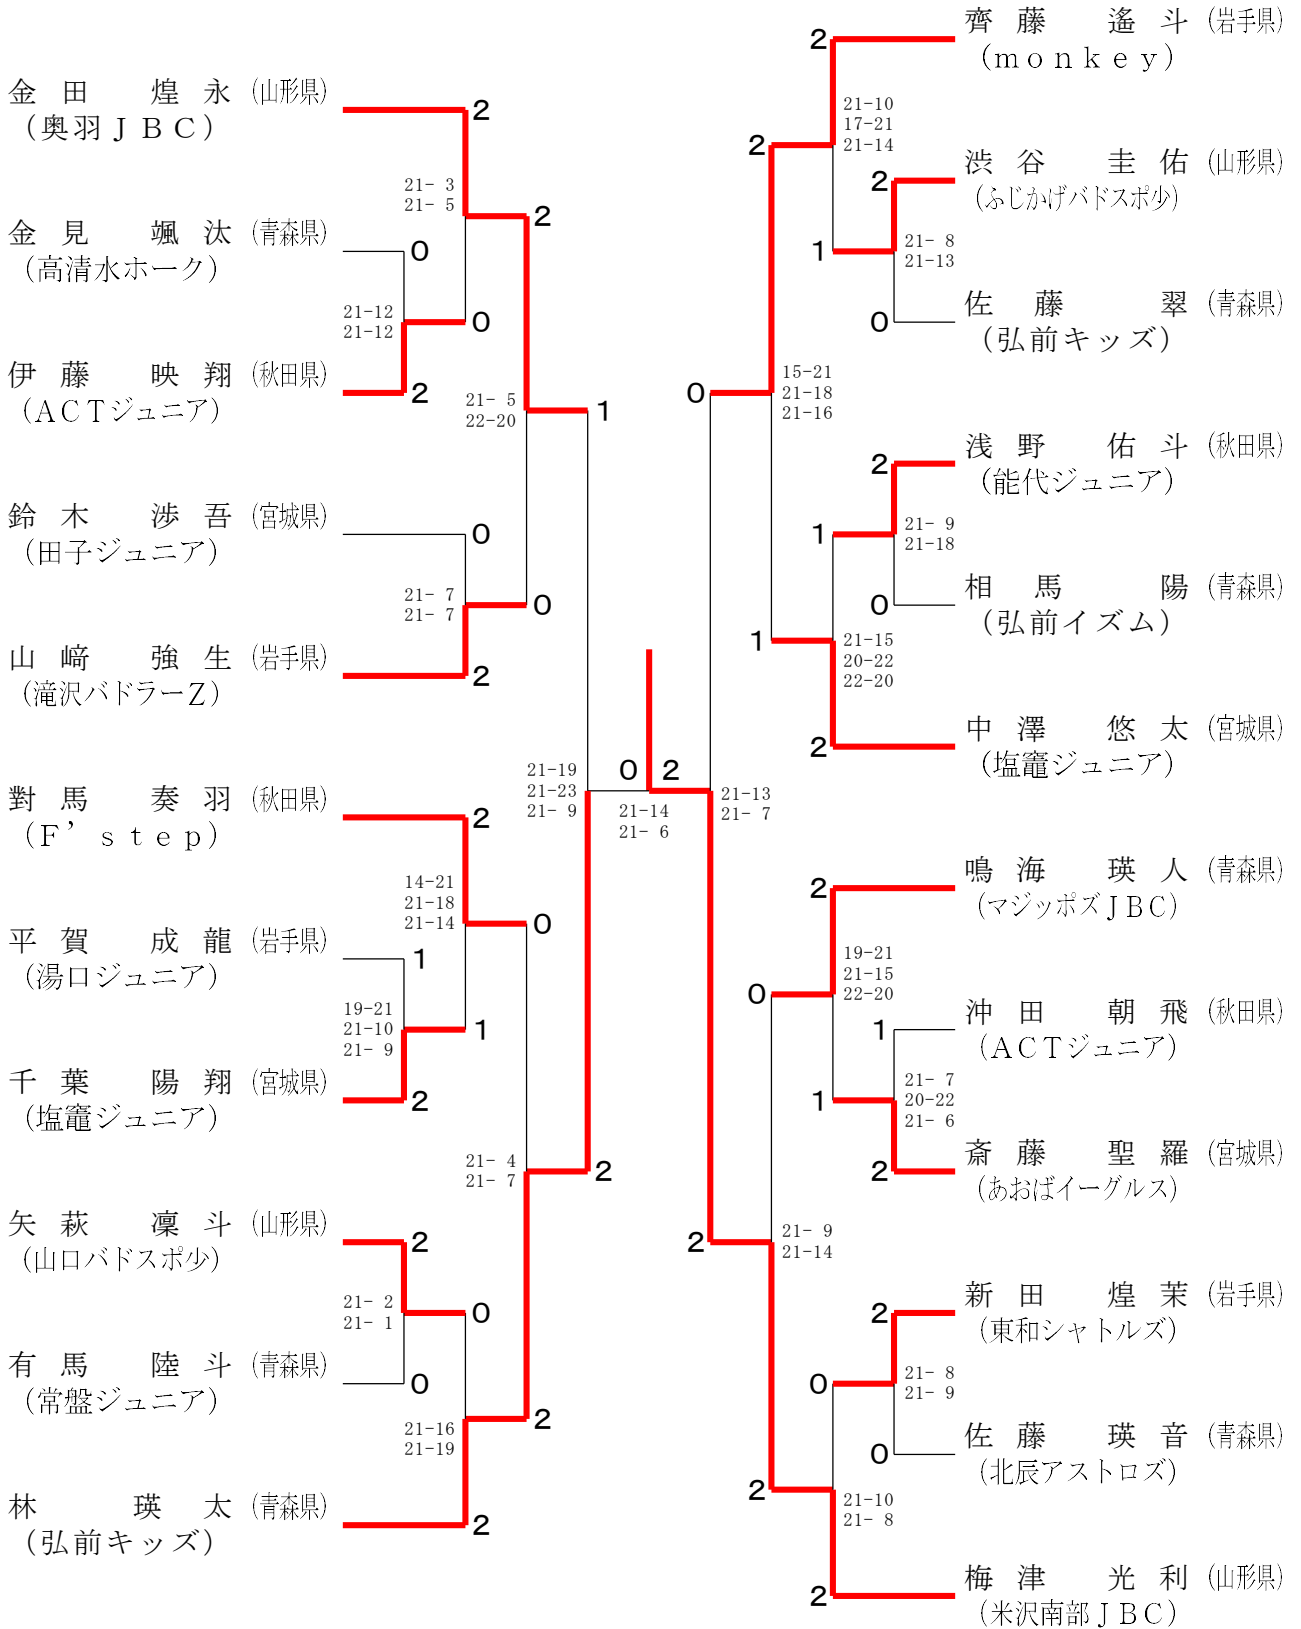 金田 煌永 (山形県)
(奥羽ＪＢＣ)
2
21- 3
21- 5
2
金見 颯汰 (青森県)
(高清水ホーク)
0
21-12
21-12
0
伊藤 映翔 (秋田県)
(ＡＣＴジュニア)
2
21- 5
22-20
1
鈴木 渉吾 (宮城県)
(田子ジュニア)
0
21- 7
21- 7
0
山﨑 強生 (岩手県)
(滝沢バドラーＺ)
2
21-19
21-23
21- 9
對馬 奏羽 (秋田県)
(Ｆ’ｓｔｅｐ)
2
14-21
21-18
21-14
0
平賀 成龍 (岩手県)
(湯口ジュニア)
1
19-21
21-10
21- 9
1
千葉 陽翔 (宮城県)
(塩竈ジュニア)
2
21- 4
21- 7
2
矢萩 凜斗 (山形県)
(山口バドスポ少)
2
21- 2
21- 1
0
有馬 陸斗 (青森県)
(常盤ジュニア)
0
21-16
21-19
2
林 瑛太 (青森県)
(弘前キッズ)
2
0 2
21-14
21- 6
齊藤 遙斗 (岩手県)
(ｍｏｎｋｅｙ)
2
21-10
17-21
21-14
2
渋谷 圭佑 (山形県)
(ふじかげバドスポ少)
2
21- 8
21-13
1
佐藤 翠 (青森県)
(弘前キッズ)
0
15-21
21-18
21-16
0
浅野 佑斗 (秋田県)
(能代ジュニア)
2
21- 9
21-18
1
相馬 陽 (青森県)
(弘前イズム)
0
21-15
20-22
22-20
1
中澤 悠太 (宮城県)
(塩竈ジュニア)
2
21-13
21- 7
鳴海 瑛人 (青森県)
(マジッポズＪＢＣ)
2
19-21
21-15
22-20
0
沖田 朝飛 (秋田県)
(ＡＣＴジュニア)
1
21- 7
20-22
21- 6
1
斎藤 聖羅 (宮城県)
(あおばイーグルス)
2
21- 9
21-14
2
新田 煌茉 (岩手県)
(東和シャトルズ)
2
21- 8
21- 9
0
佐藤 瑛音 (青森県)
(北辰アストロズ)
0
21-10
21- 8
2
梅津 光利 (山形県)
(米沢南部ＪＢＣ)
2